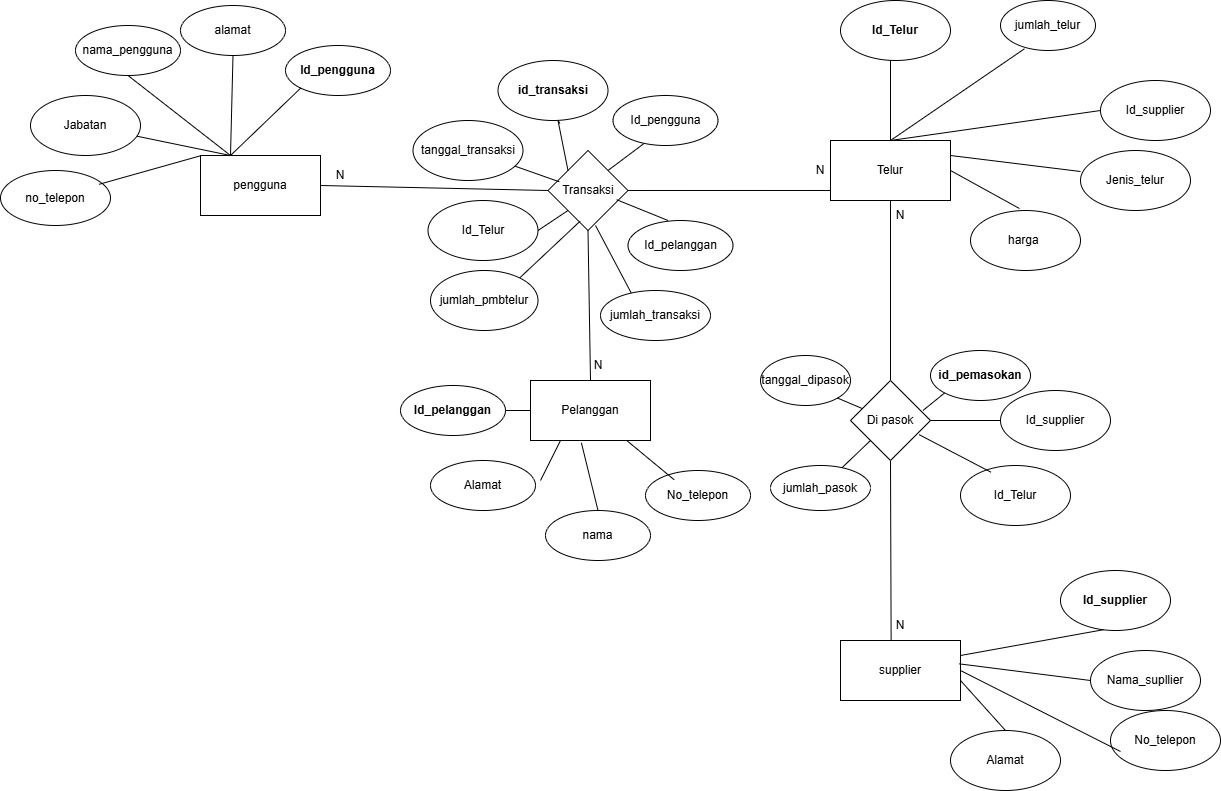 alamat
nama_pengguna
Id_pengguna
Jabatan
no_telepon
pengguna
N
id_transaksi
Id_pengguna
tanggal_transaksi
Transaksi
Id_Telur
Id_pelanggan
jumlah_pmbtelur
jumlah_transaksi
N
Id_Telur
jumlah_telur
Id_supplier
Telur
Jenis_telur
harga
N
N
Id_pelanggan
Pelanggan
Alamat
No_telepon
nama
tanggal_dipasok
id_pemasokan
Di pasok
Id_supplier
jumlah_pasok
Id_Telur
N
supplier
Id_supplier
Nama_supllier
No_telepon
Alamat